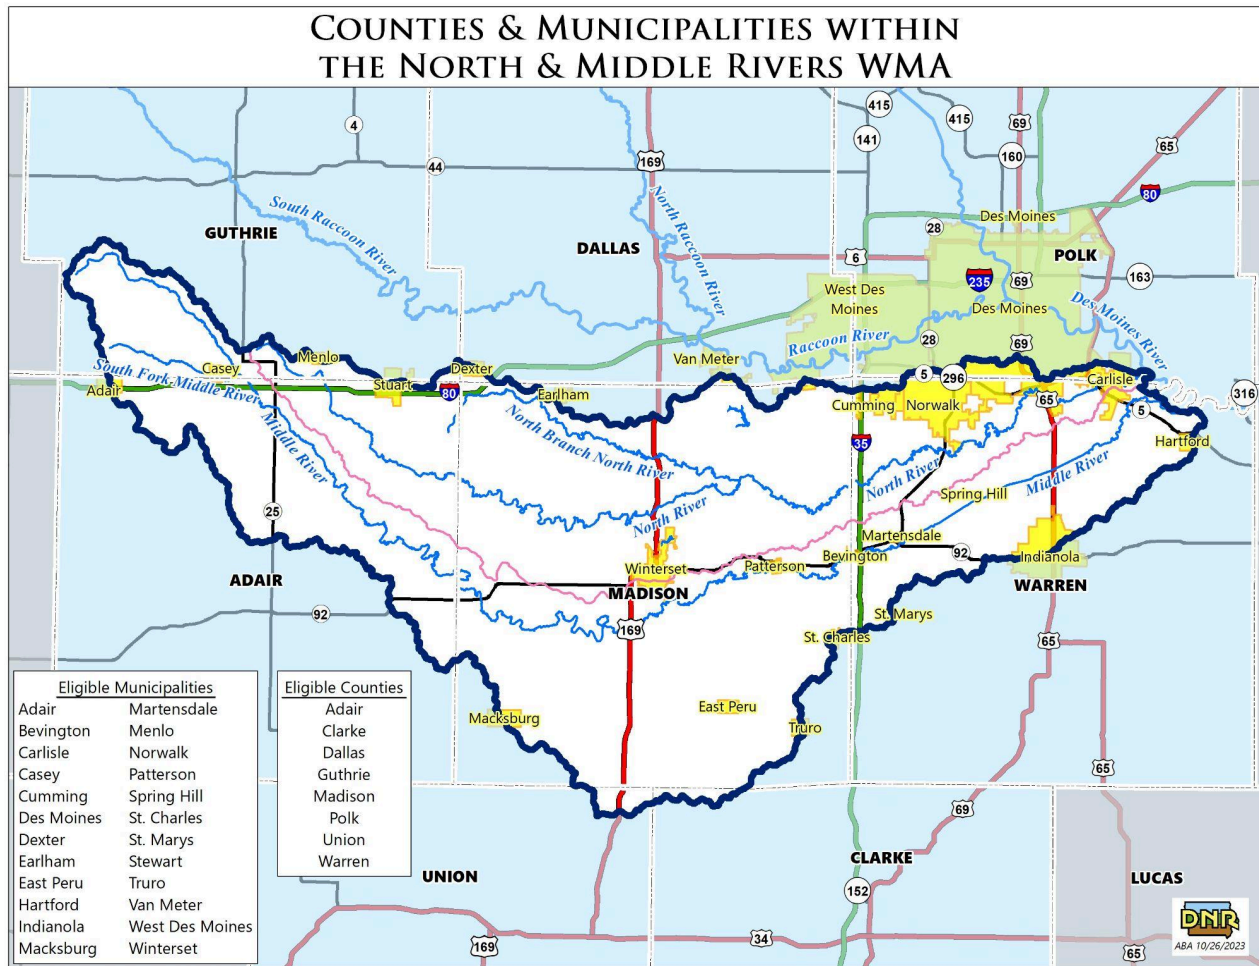 COUNTIES & MUNICIPALITIES WITHIN
THE NORTH & MIDDLE RIVERS WMA
415
415
4
141
69
44
169
160
65
80
South Raccoon River
North Raccoon River
Des Moines
GUTHRIE
DALLAS
28
POLK
6
163
235
69
West Des
Moines
Des Moines
Des Moines River
Raccoon River
28
69
Menlo
Van Meter
Casey
Dexter
5
296
Carlisle
Adair
South Fork Middle River
Stuart
80
Earlham
Cumming
Norwalk
65
5
316
Middle River
North Branch North River
35
Hartford
North River
Middle River
Spring Hill
25
North River
Martensdale
92
Winterset
Patterson
Bevington
Indianola
ADAIR
MADISON
WARREN
92
169
St. Marys
St. Charles
65
Macksburg
East Peru
Truro
65
69
UNION
CLARKE
LUCAS
152
169
34
65
Eligible Municipalities
Adair Martensdale
Bevington Menlo
Carlisle Norwalk
Casey Patterson
Cumming Spring Hill
Des Moines St. Charles
Dexter St. Marys
Earlham Stewart
East Peru Truro
Hartford Van Meter
Indianola West Des Moines
Macksburg Winterset
Eligible Counties
Adair
Clarke
Dallas
Guthrie
Madison
Polk
Union
Warren
DNR
ABA 10/26/2023